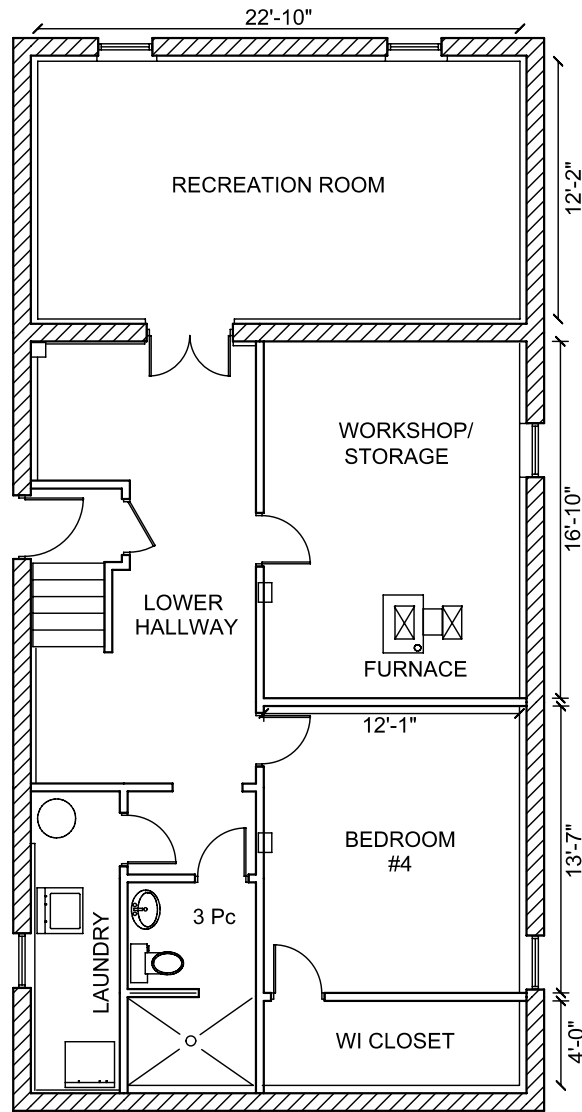 22'-10"
RECREATION ROOM
12'-2"
WORKSHOP/
STORAGE
16'-10"
LOWER
HALLWAY
FURNACE
12'-1"
BEDROOM
#4
13'-7"
3 Pc
LAUNDRY
WI CLOSET
4'-0"